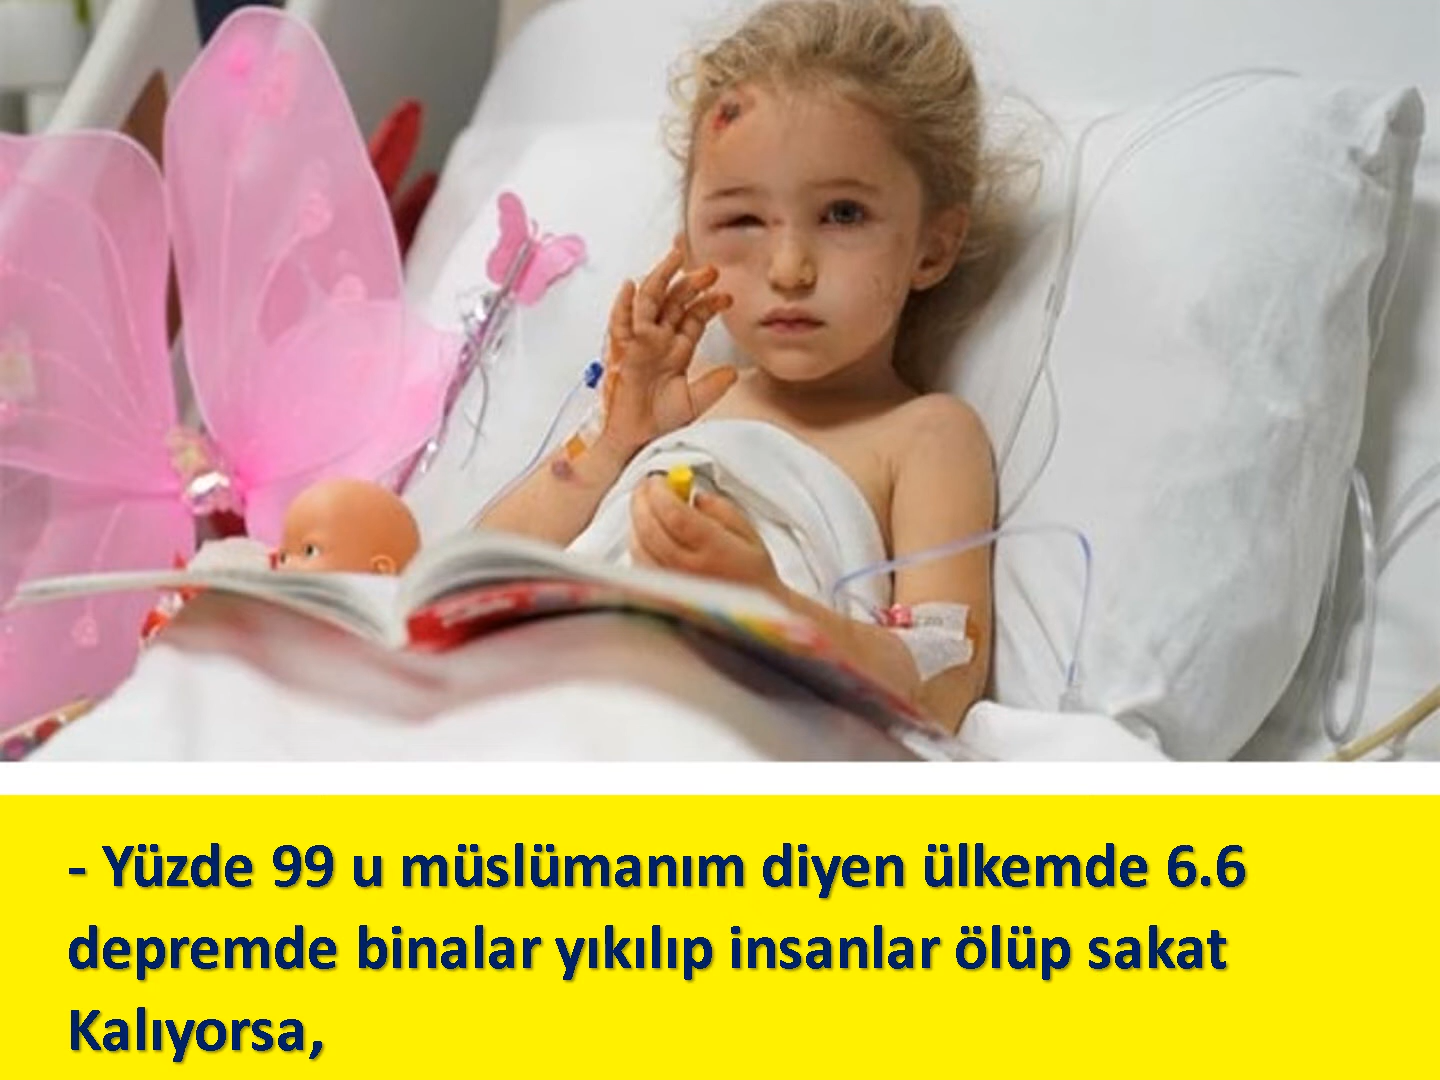 - Yüzde 99 u müslümanım diyen ülkemde 6.6
depremde binalar yıkılıp insanlar ölüp sakat
Kalıyorsa,